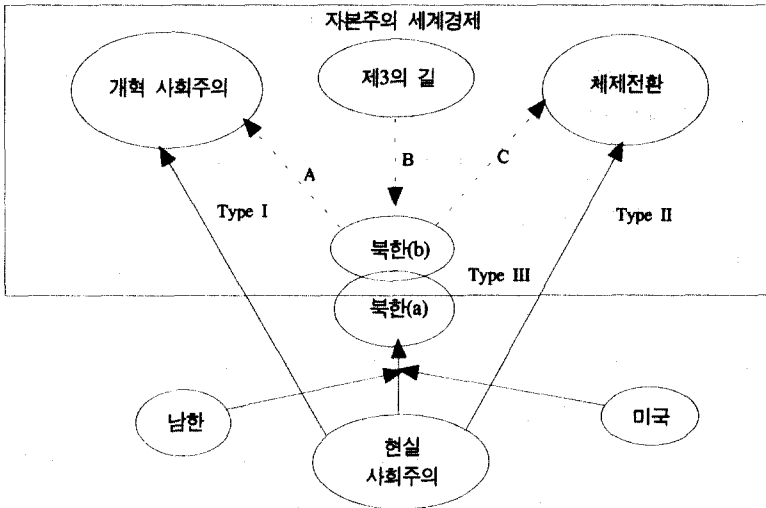 자본주의 세계경제
개혁 사회주의
제3의 길
체제전환
A
B
C
Type I
Type II
북한(b)
Type III
북한(a)
남한
미국
현실
사회주의